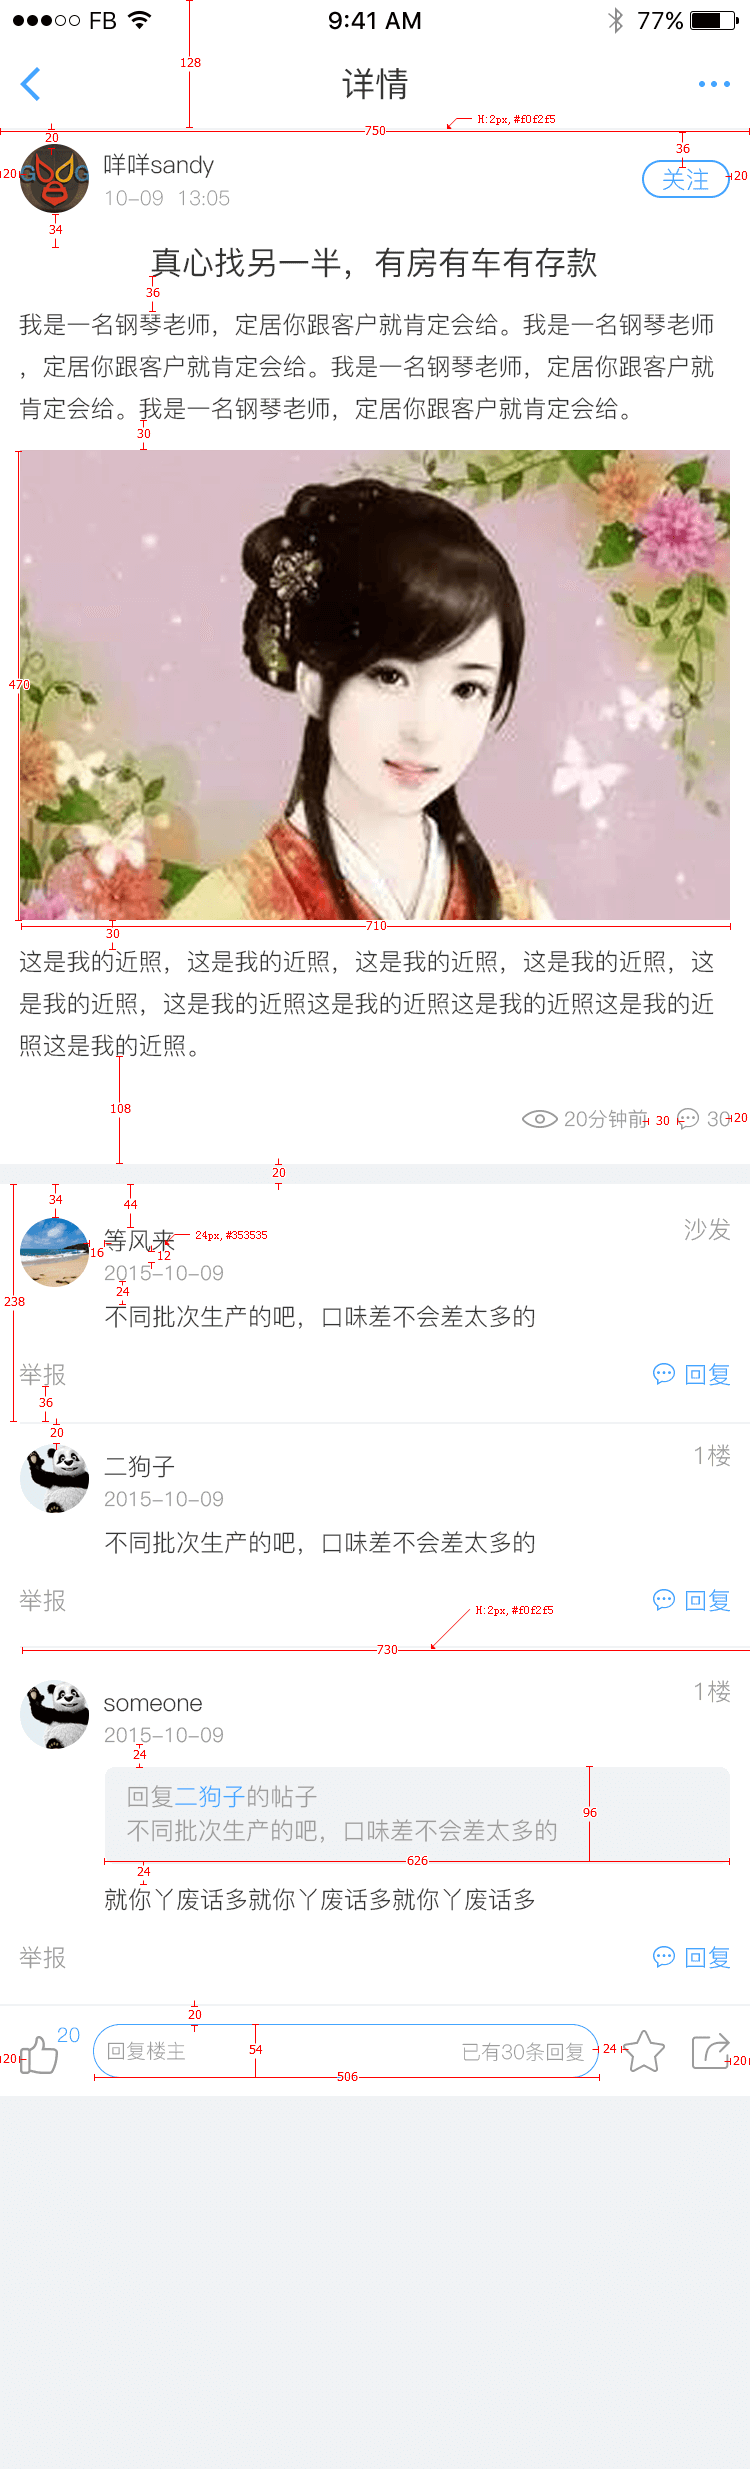 FB 9:41 AM 77%
128
详情
H:2px, #f0f2f5
750
20
36
咩咩sandy
20
关注
20
10-09 13:05
34
真心找另一半，有房有车有存款
36
我是一名钢琴老师，定居你跟客户就肯定会给。我是一名钢琴老师
，定居你跟客户就肯定会给。我是一名钢琴老师，定居你跟客户就
肯定会给。我是一名钢琴老师，定居你跟客户就肯定会给。
30
470
710
30
这是我的近照，这是我的近照，这是我的近照，这是我的近照，这
是我的近照，这是我的近照这是我的近照这是我的近照这是我的近
照这是我的近照。
108
20分钟前 30 30 20
20
34
44
沙发
等风来
24px, #353535
16
12
2015-10-09
24
238
不同批次生产的吧，口味差不会差太多的
举报
回复
36
20
1楼
二狗子
2015-10-09
不同批次生产的吧，口味差不会差太多的
举报
回复
H:2px, #f0f2f5
730
1楼
someone
2015-10-09
24
回复二狗子的帖子
96
不同批次生产的吧，口味差不会差太多的
626
24
就你丫废话多就你丫废话多就你丫废话多
举报
回复
20
20
回复楼主
54
已有30条回复
24
20
20
506